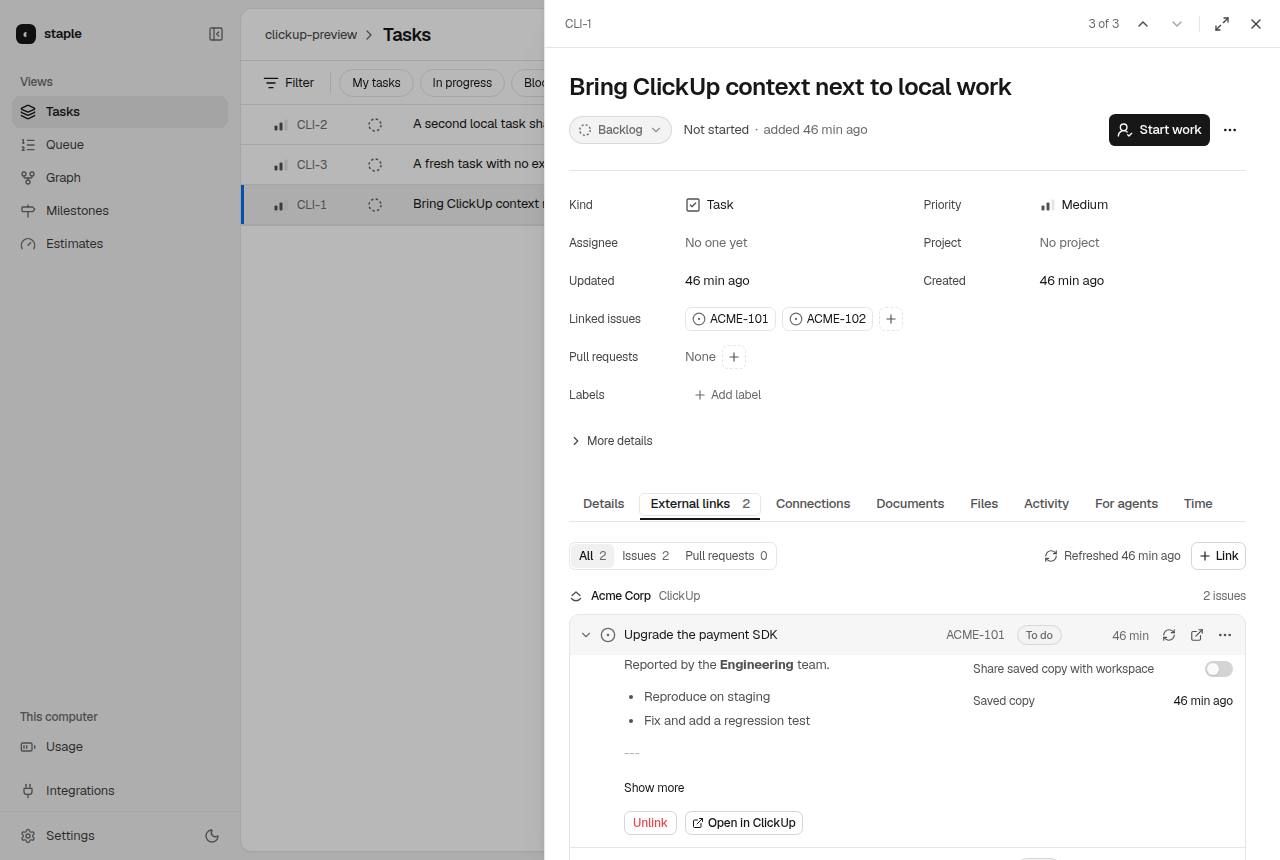 staple
Views
Tasks
Queue
Graph
Milestones
Estimates
This computer
Usage
Integrations
Settings
clickup-preview > Tasks
Filter My tasks In progress
CLI-2 A second local task
CLI-3 A fresh task with no
CLI-1 Bring ClickUp context
CLI-1 3 of 3
Bring ClickUp context next to local work
Backlog Not started · added 46 min ago Start work
Kind Task Priority Medium
Assignee No one yet Project No project
Updated 46 min ago Created 46 min ago
Linked issues ACME-101 ACME-102
Pull requests None
Labels Add label
More details
Details External links 2 Connections Documents Files Activity For agents Time
All 2 Issues 2 Pull requests 0 Refreshed 46 min ago Link
Acme Corp ClickUp 2 issues
Upgrade the payment SDK ACME-101 To do 46 min
Reported by the Engineering team. Share saved copy with workspace
• Reproduce on staging Saved copy 46 min ago
• Fix and add a regression test
---
Show more
Unlink Open in ClickUp